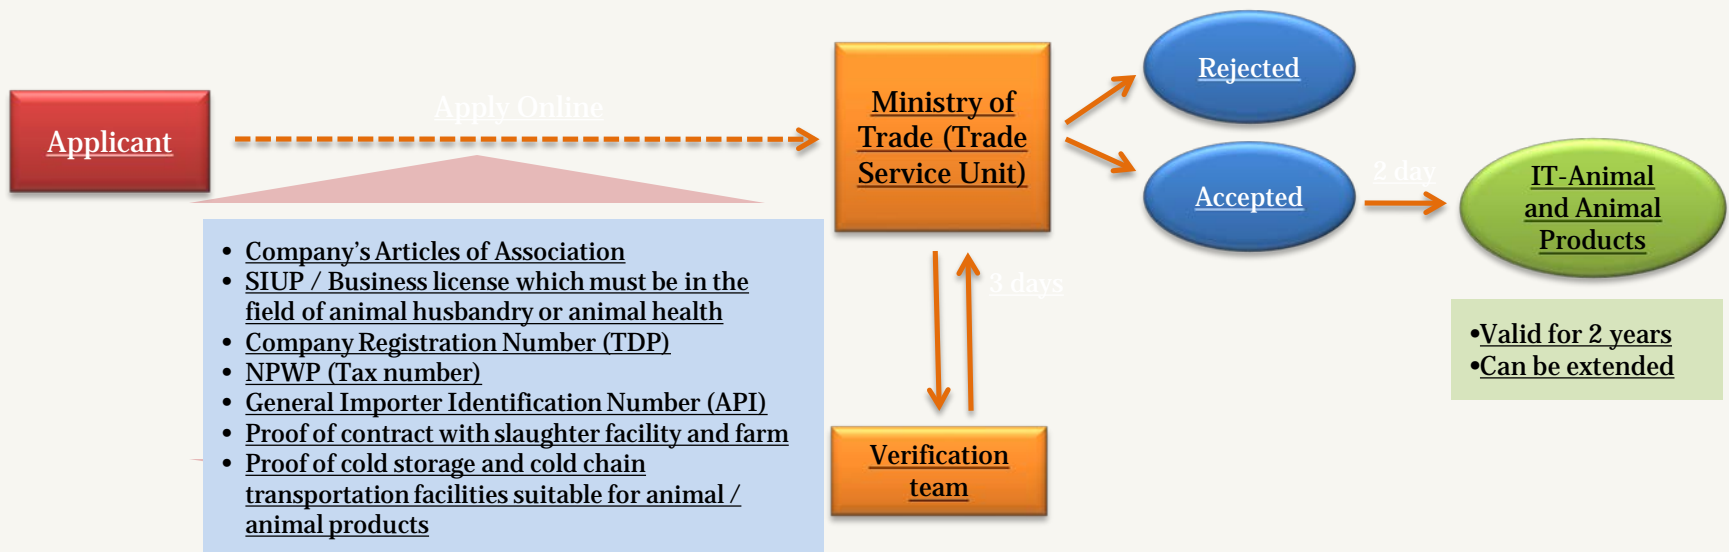 Applicant
Apply Online
• Company’s Articles of Association
• SIUP / Business license which must be in the
field of animal husbandry or animal health
• Company Registration Number (TDP)
• NPWP (Tax number)
• General Importer Identification Number (API)
• Proof of contract with slaughter facility and farm
• Proof of cold storage and cold chain
transportation facilities suitable for animal /
animal products
Ministry of
Trade (Trade
Service Unit)
3 days
Verification
team
Rejected
Accepted
2 day
IT-Animal
and Animal
Products
•Valid for 2 years
•Can be extended